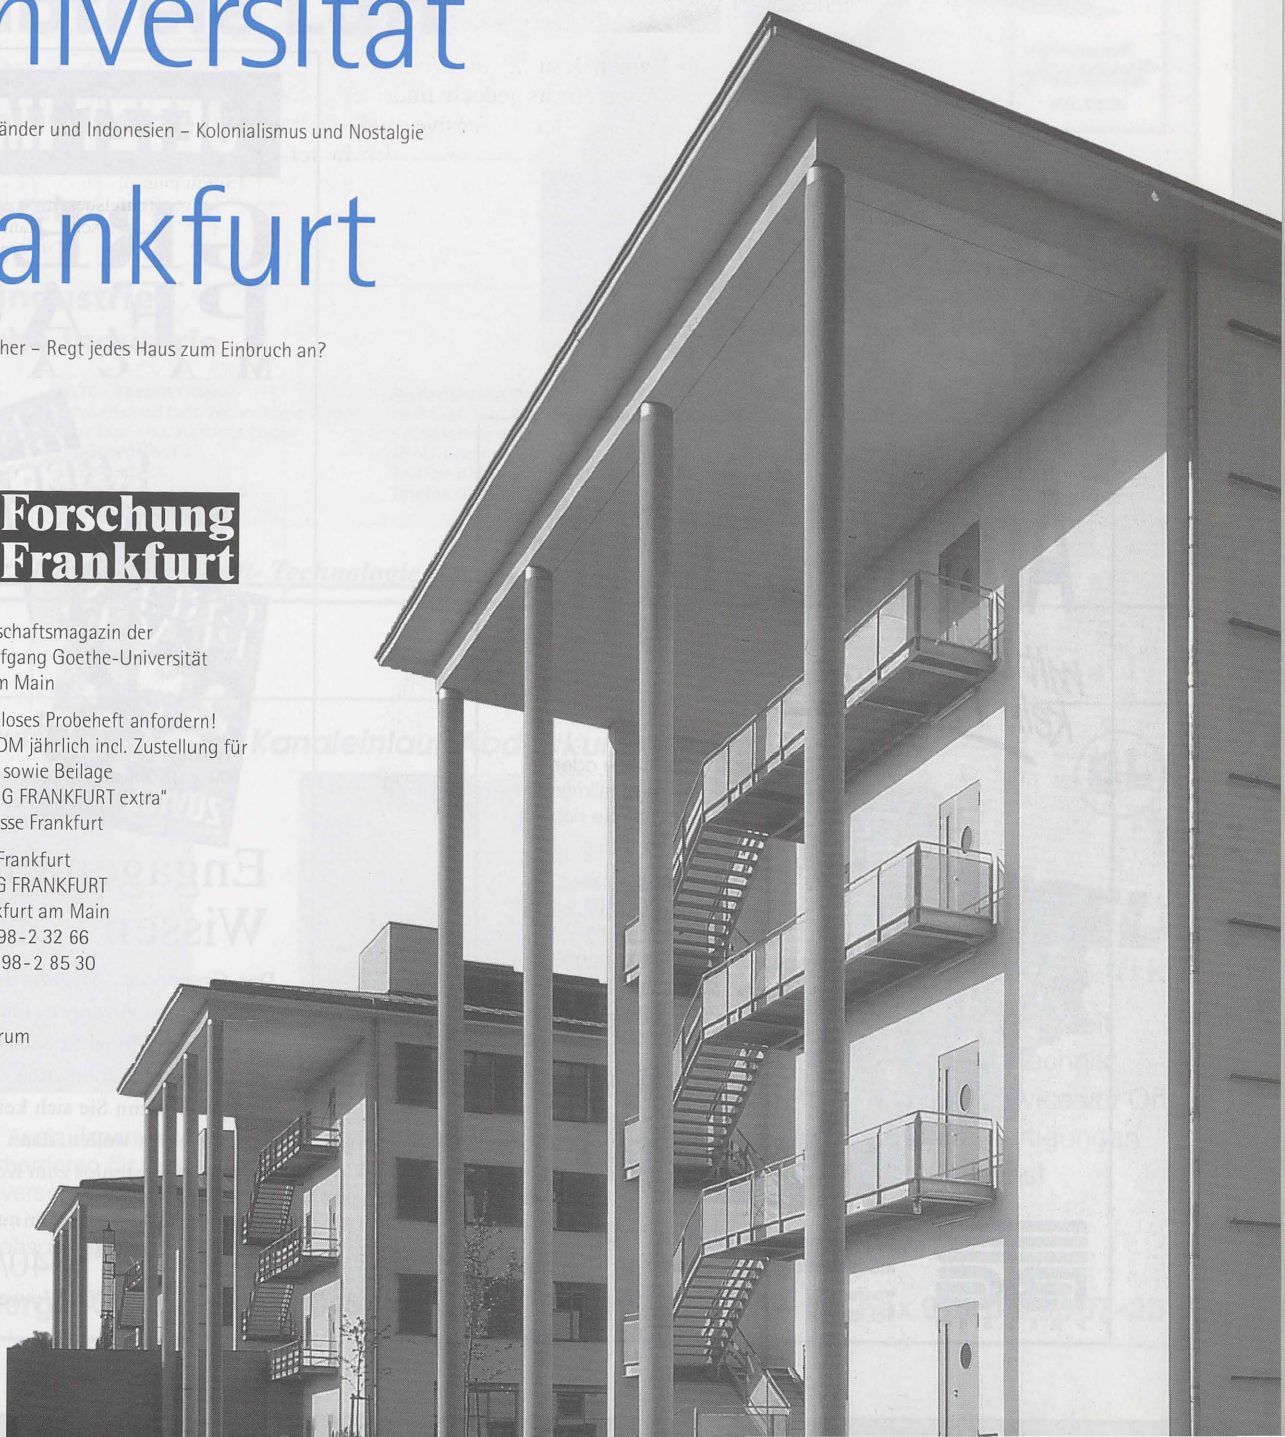 niversität
änder und Indonesien – Kolonialismus und Nostalgie
ankfurt
her – Regt jedes Haus zum Einbruch an?
Forschung
Frankfurt
schaftsmagazin der
fgang Goethe-Universität
m Main
loses Probeheft anfordern!
DM jährlich incl. Zustellung für
sowie Beilage
G FRANKFURT extra"
sse Frankfurt
Frankfurt
G FRANKFURT
kfurt am Main
98-2 32 66
98-2 85 30
rum